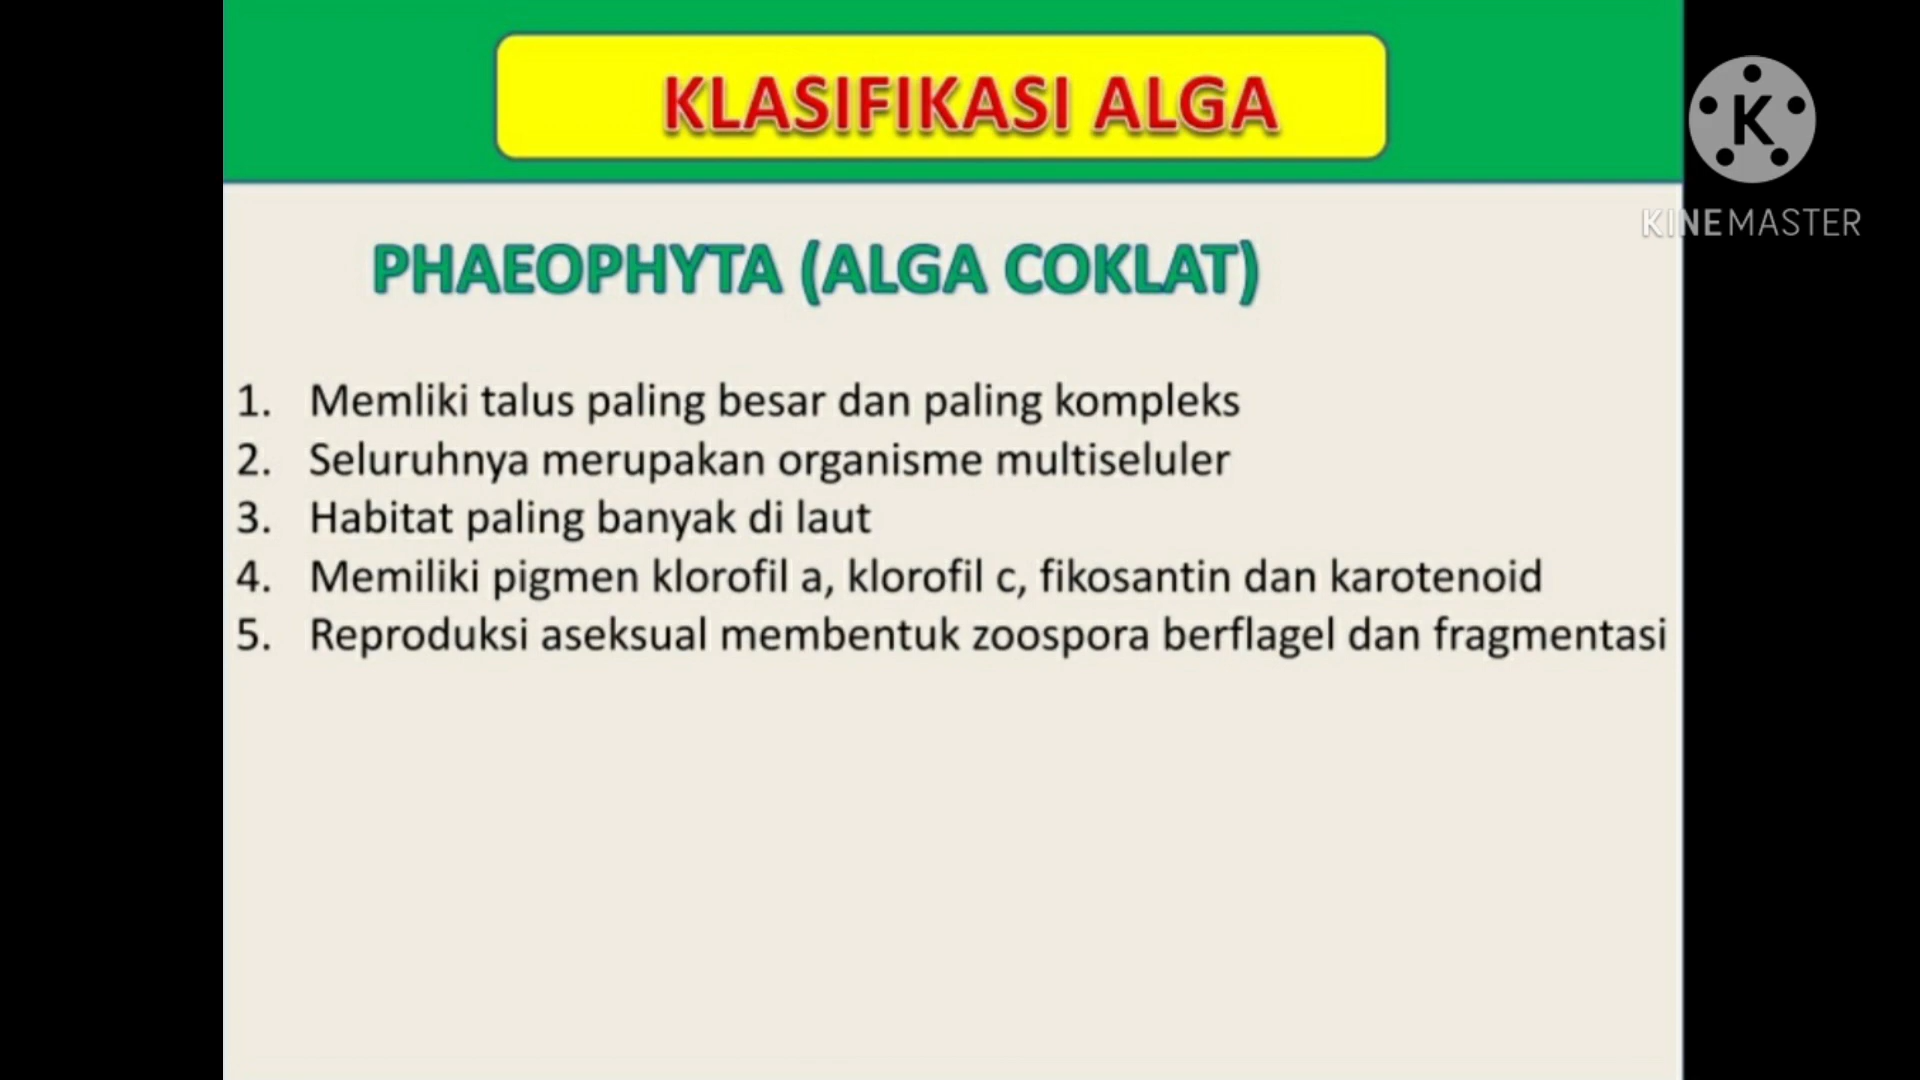 KLASIFIKASI ALGA
K
KINEMASTER
PHAEOPHYTA (ALGA COKLAT)
1. Memliki talus paling besar dan paling kompleks
2. Seluruhnya merupakan organisme multiseluler
3. Habitat paling banyak di laut
4. Memiliki pigmen klorofil a, klorofil c, fikosantin dan karotenoid
5. Reproduksi aseksual membentuk zoospora berflagel dan fragmentasi